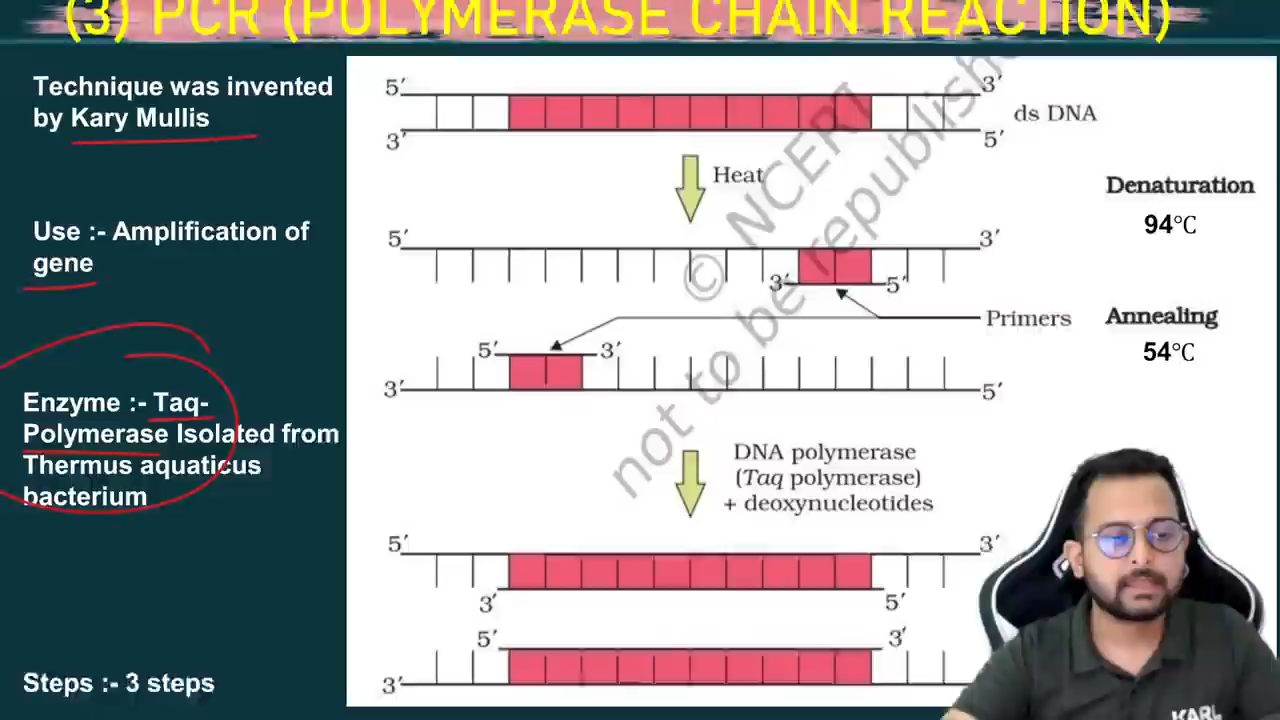 (3) PCR (POLYMERASE CHAIN REACTION)
Technique was invented
by Kary Mullis
Use :- Amplification of
gene
Enzyme :- Taq-
Polymerase Isolated from
Thermus aquaticus
bacterium
Steps :- 3 steps
5′ 3′
ds DNA
3′ 5′
Heat
Denaturation
94°C
5′ 3′
3′ 5′
Primers
Annealing
54°C
5′ 3′
3′ 5′
DNA polymerase
(Taq polymerase)
+ deoxynucleotides
5′ 3′
3′ 5′
5′ 3′
3′
© NCERT
not to be republish
KARL